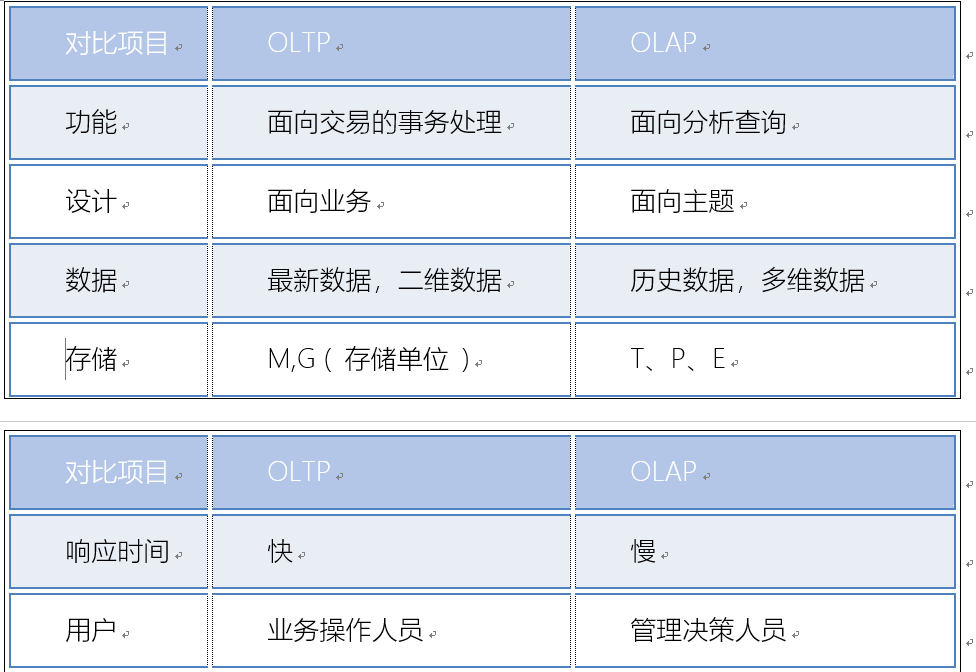 对比项目 OLTP OLAP
功能 面向交易的事务处理 面向分析查询
设计 面向业务 面向主题
数据 最新数据，二维数据 历史数据，多维数据
存储 M,G（ 存储单位 ） T、P、E
对比项目 OLTP OLAP
响应时间 快 慢
用户 业务操作人员 管理决策人员